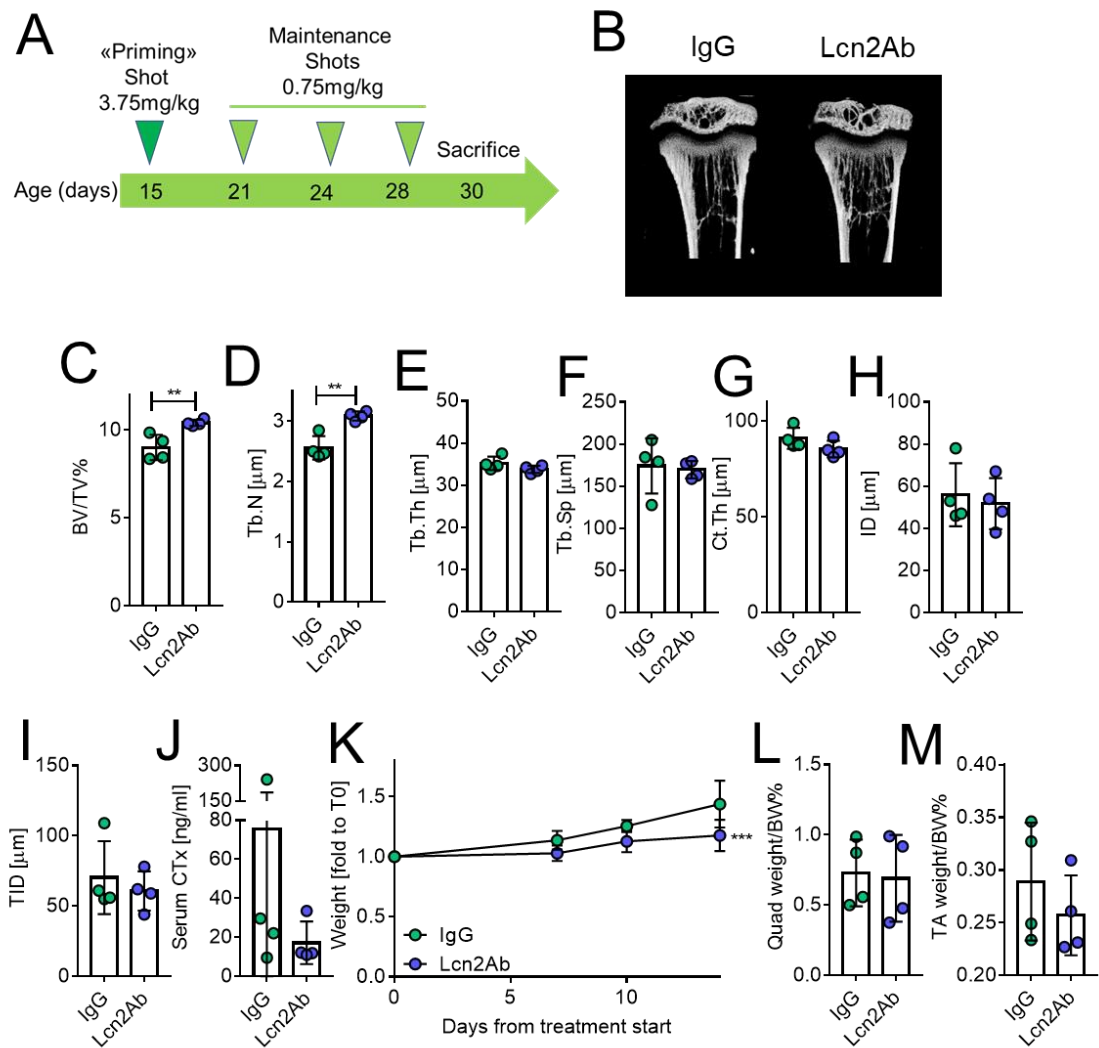 A
«Priming»
Shot
3.75mg/kg
Maintenance
Shots
0.75mg/kg
Sacrifice
Age (days)
15
21
24
28
30
B
IgG
Lcn2Ab
C
BV/TV%
10
5
0
**
IgG
Lcn2Ab
D
Tb.N [μm]
3
2
1
0
**
IgG
Lcn2Ab
E
Tb.Th [μm]
50
40
30
20
10
0
IgG
Lcn2Ab
F
Tb.Sp [μm]
250
200
150
100
50
0
IgG
Lcn2Ab
G
Ct.Th [μm]
100
50
0
IgG
Lcn2Ab
H
ID [μm]
100
80
60
40
20
0
IgG
Lcn2Ab
I
TID [μm]
150
100
50
0
IgG
Lcn2Ab
J
Serum CTx [ng/ml]
300
150
80
60
40
20
0
IgG
Lcn2Ab
K
Weight [fold to T0]
1.5
1.0
0.5
0.0
***
IgG
Lcn2Ab
0
5
10
Days from treatment start
L
Quad weight/BW%
1.5
1.0
0.5
0.0
IgG
Lcn2Ab
M
TA weight/BW%
0.40
0.35
0.30
0.25
0.20
IgG
Lcn2Ab